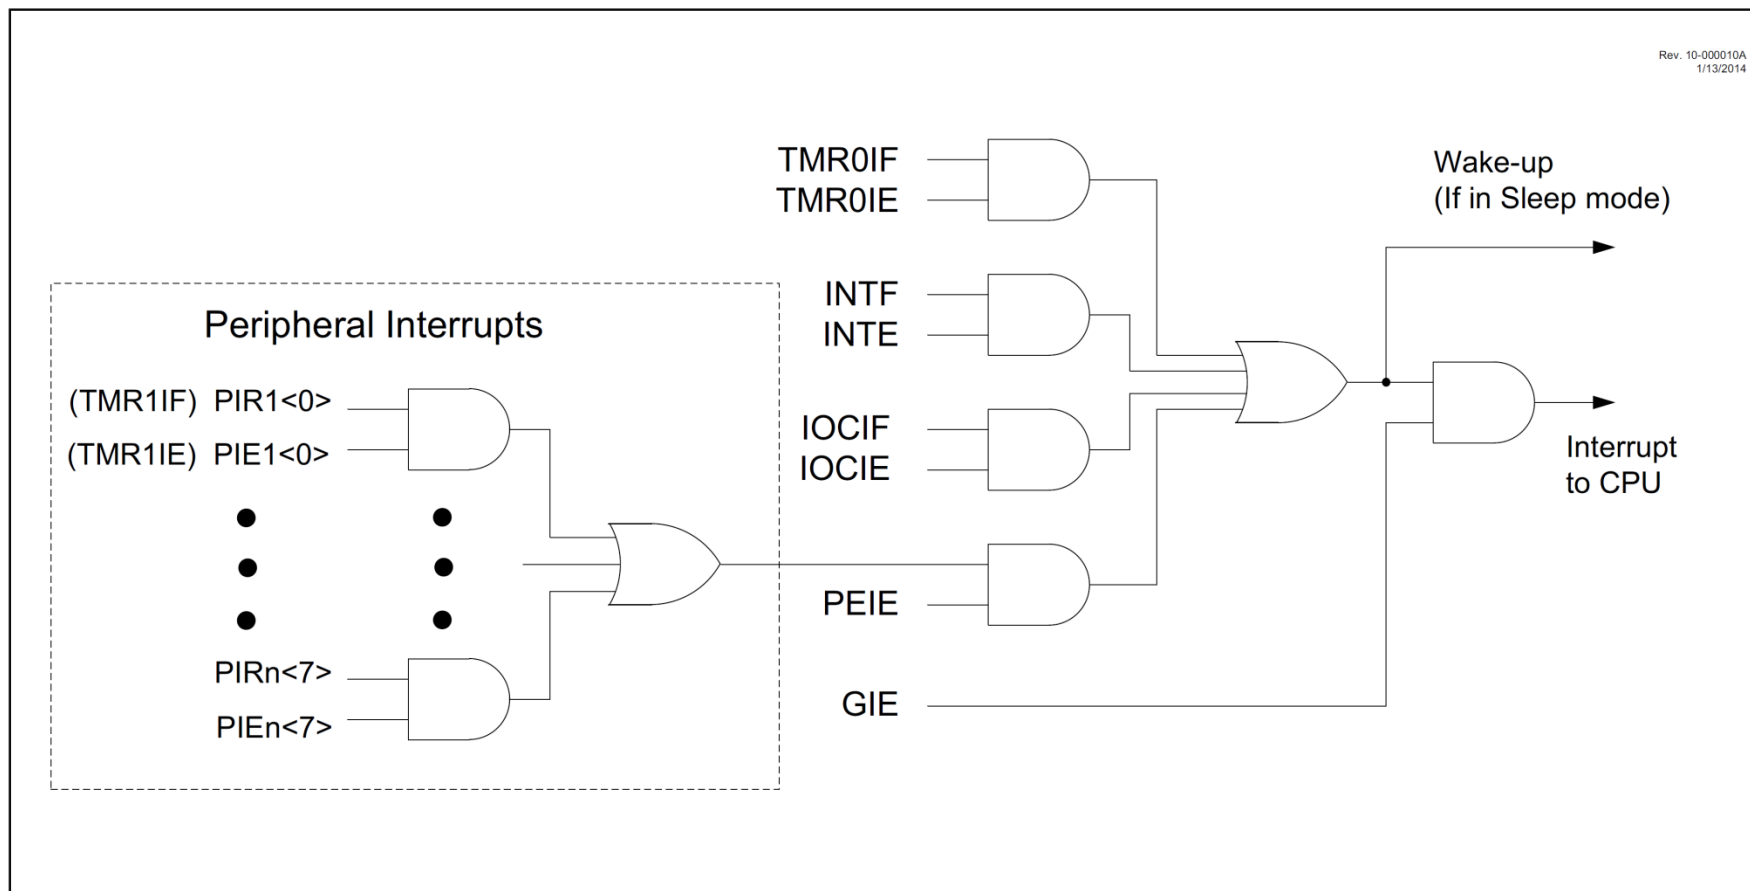 Rev. 10-000010A
1/13/2014
TMR0IF
TMR0IE
Wake-up
(If in Sleep mode)
INTF
INTE
Peripheral Interrupts
(TMR1IF) PIR1<0>
(TMR1IE) PIE1<0>
IOCIF
IOCIE
Interrupt
to CPU
PEIE
PIRn<7>
PIEn<7>
GIE